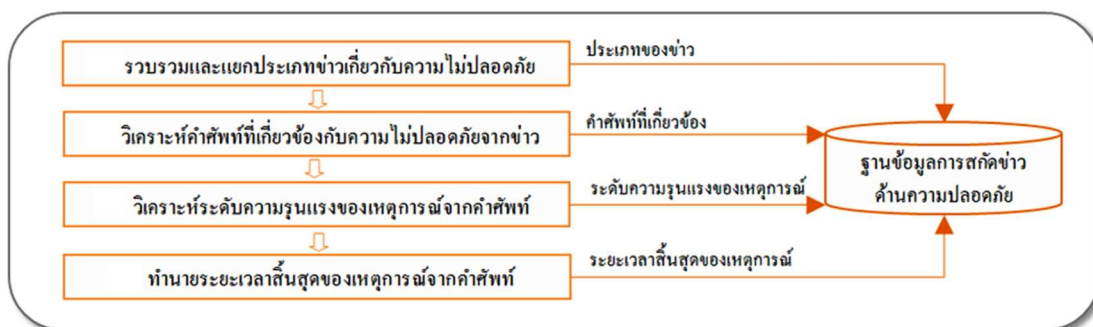 รวบรวมและแยกประเภทข่าวเกี่ยวกับความไม่ปลอดภัย
ประเภทของข่าว
วิเคราะห์คำศัพท์ที่เกี่ยวข้องกับความไม่ปลอดภัยจากข่าว
คำศัพท์ที่เกี่ยวข้อง
วิเคราะห์ระดับความรุนแรงของเหตุการณ์จากคำศัพท์
ระดับความรุนแรงของเหตุการณ์
ทำนายระยะเวลาสิ้นสุดของเหตุการณ์จากคำศัพท์
ระยะเวลาสิ้นสุดของเหตุการณ์
ฐานข้อมูลการสกัดข่าว
ด้านความปลอดภัย